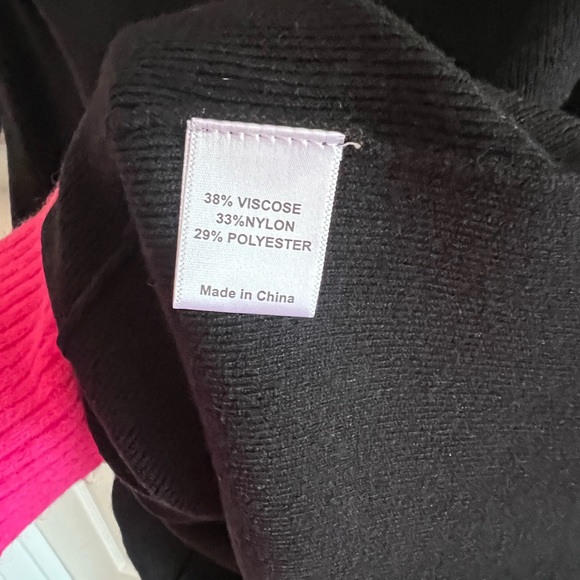 38% VISCOSE
33%NYLON
29% POLYESTER
Made in China